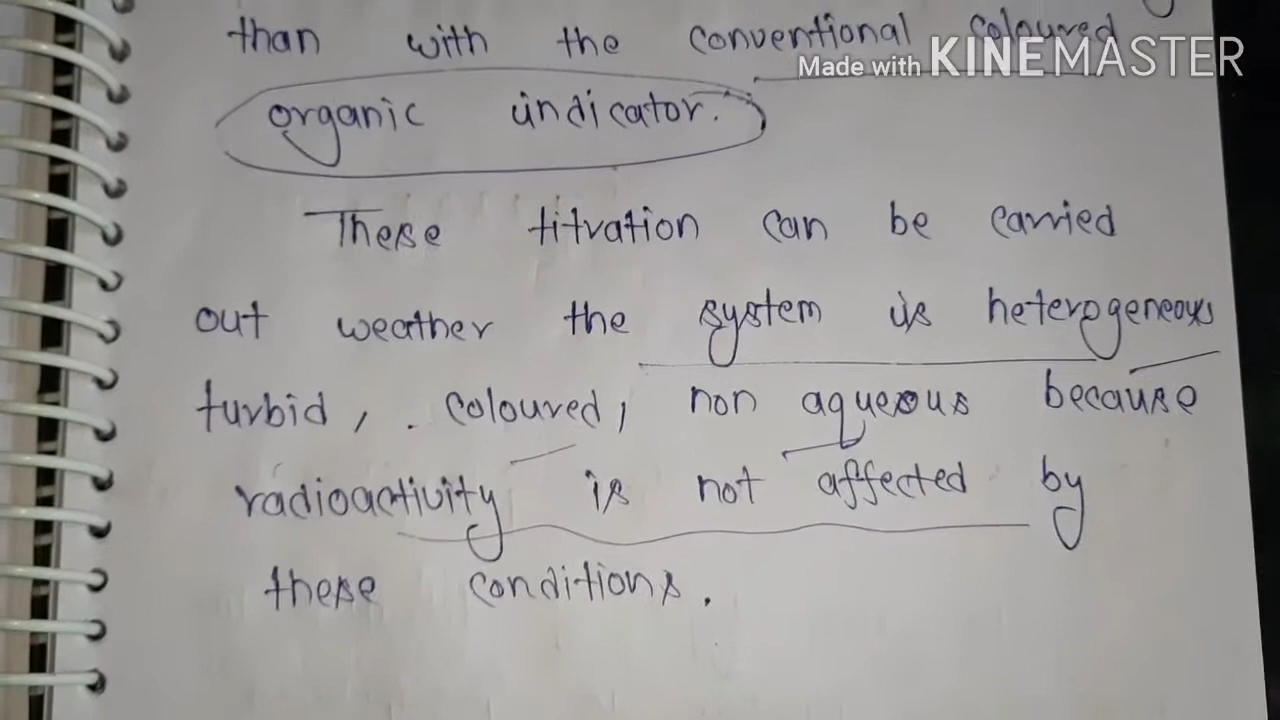 than with the conventional coloured
Made with KINEMASTER
organic indicator.
These titration can be carried
out weather the system is heterogeneous
turbid, . coloured, non aqueous because
radioactivity is not affected by
these conditions.